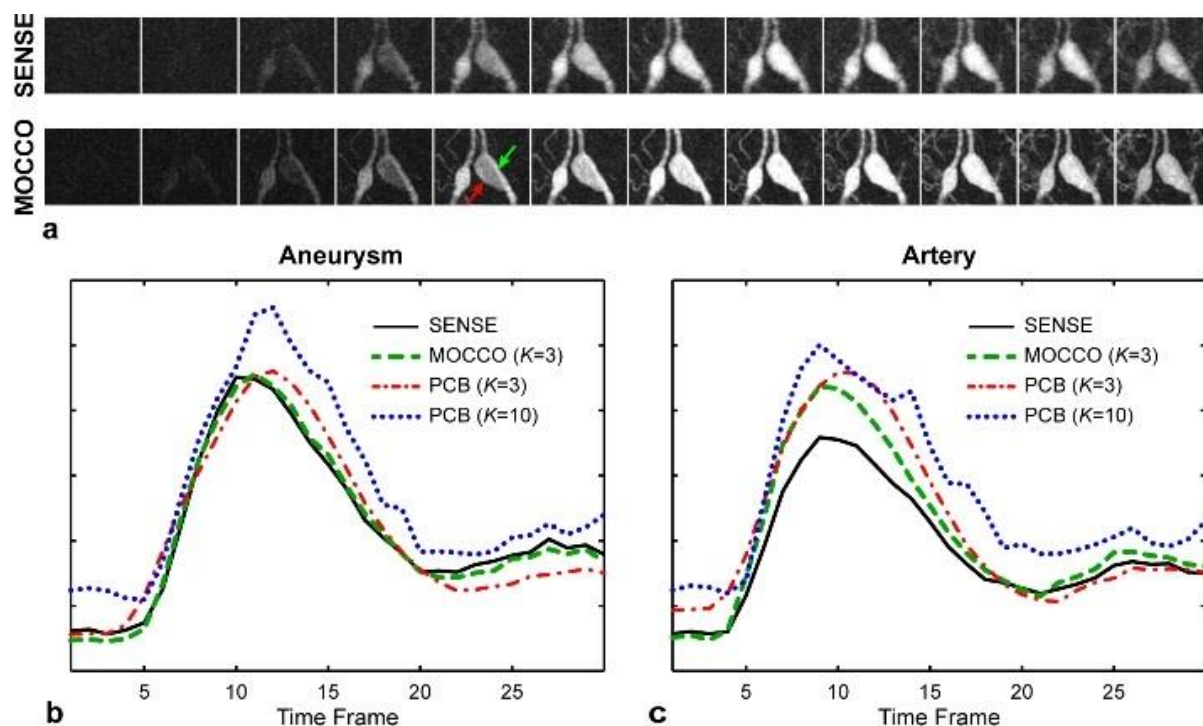 SENSE
MOCCO
a
Aneurysm
SENSE
MOCCO (K=3)
PCB (K=3)
PCB (K=10)
5
10
15
20
25
Time Frame
b
Artery
SENSE
MOCCO (K=3)
PCB (K=3)
PCB (K=10)
5
10
15
20
25
Time Frame
c